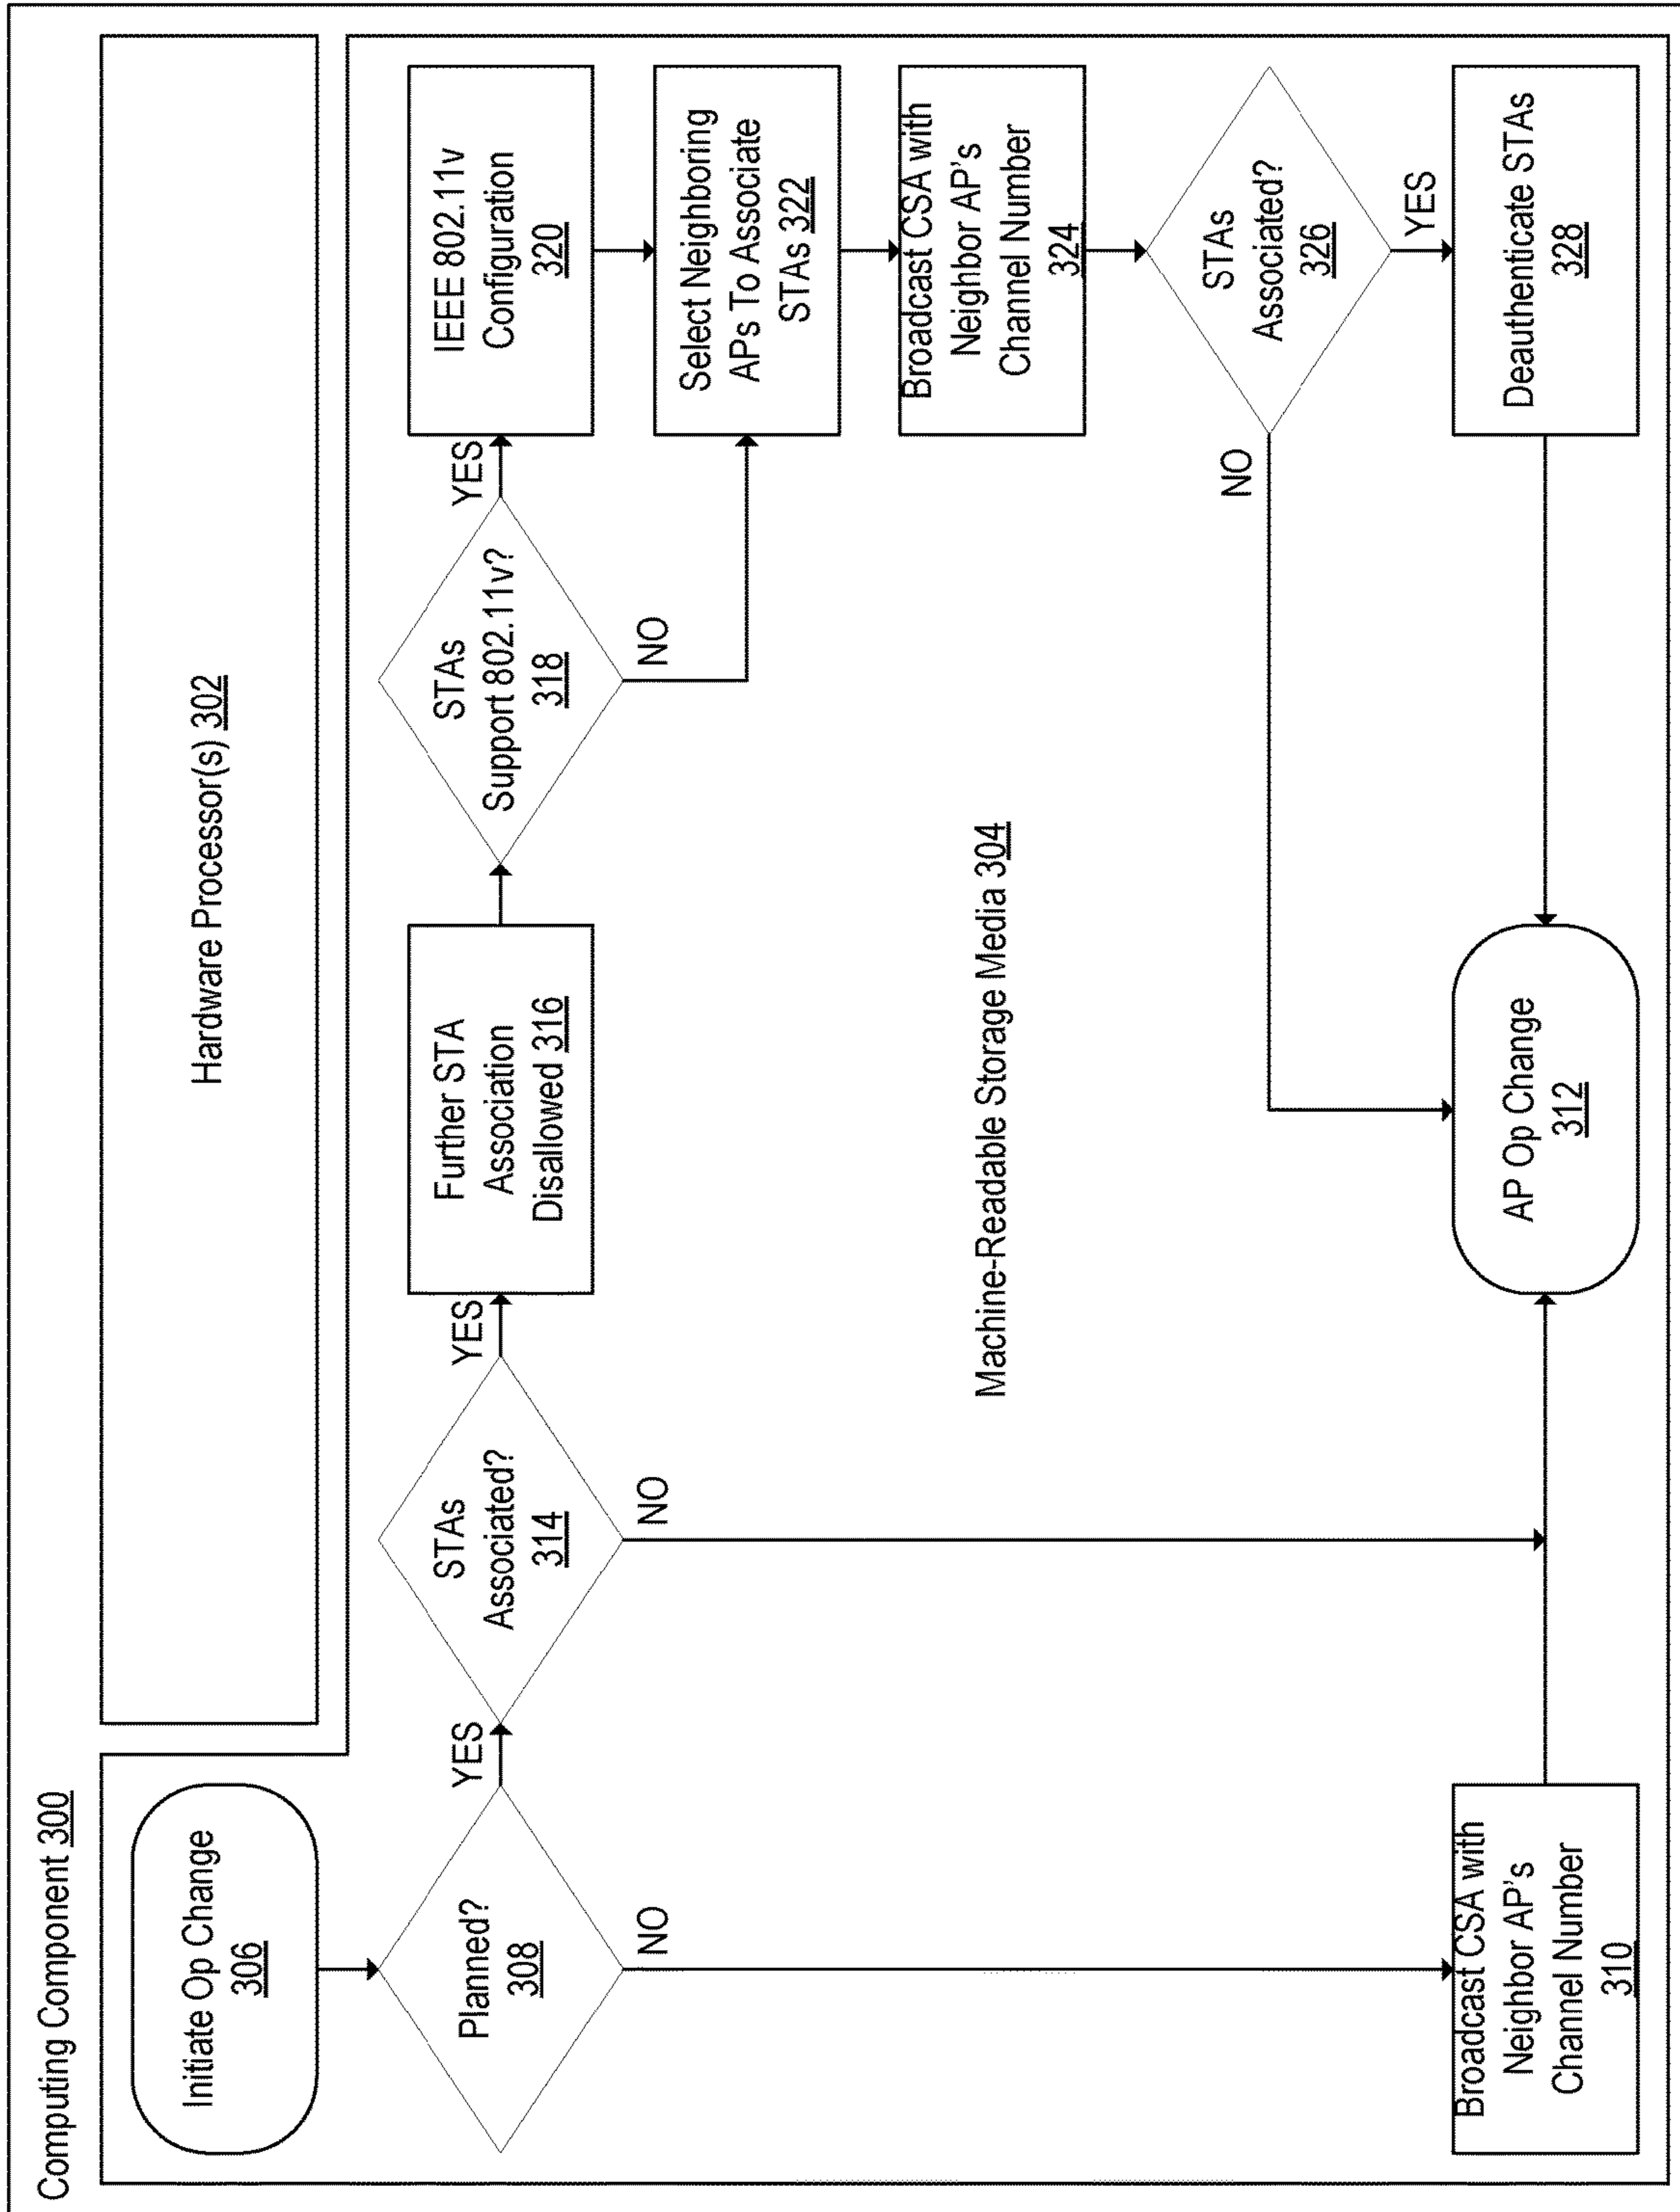 Computing Component 300
Hardware Processor(s) 302
Initiate Op Change
306
Planned?
308
YES
NO
STAs
Associated?
314
YES
NO
Further STA
Association
Disallowed 316
STAs
Support 802.11v?
318
YES
NO
IEEE 802.11v
Configuration
320
Select Neighboring
APs To Associate
STAs 322
Broadcast CSA with
Neighbor AP's
Channel Number
324
STAs
Associated?
326
NO
YES
Deauthenticate STAs
328
Machine-Readable Storage Media 304
Broadcast CSA with
Neighbor AP's
Channel Number
310
AP Op Change
312